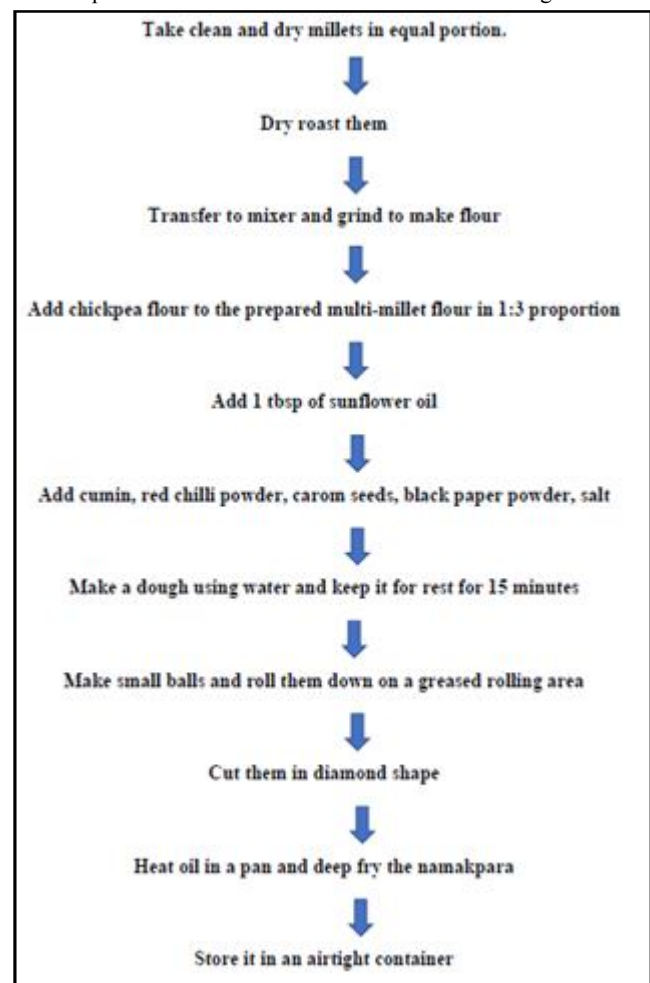 Take clean and dry millets in equal portion.
Dry roast them
Transfer to mixer and grind to make flour
Add chickpea flour to the prepared multi-millet flour in 1:3 proportion
Add 1 tbsp of sunflower oil
Add cumin, red chilli powder, carom seeds, black paper powder, salt
Make a dough using water and keep it for rest for 15 minutes
Make small balls and roll them down on a greased rolling area
Cut them in diamond shape
Heat oil in a pan and deep fry the namakpara
Store it in an airtight container